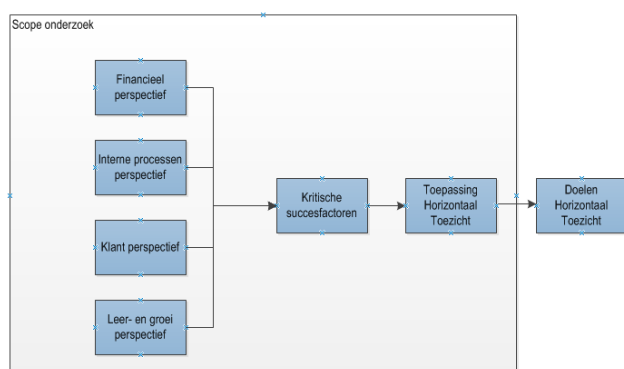 Scope onderzoek
Financieel
perspectief
Interne processen
perspectief
Klant perspectief
Leer- en groei
perspectief
Kritische
succesfactoren
Toepassing
Horizontaal
Toezicht
Doelen
Horizontaal
Toezicht